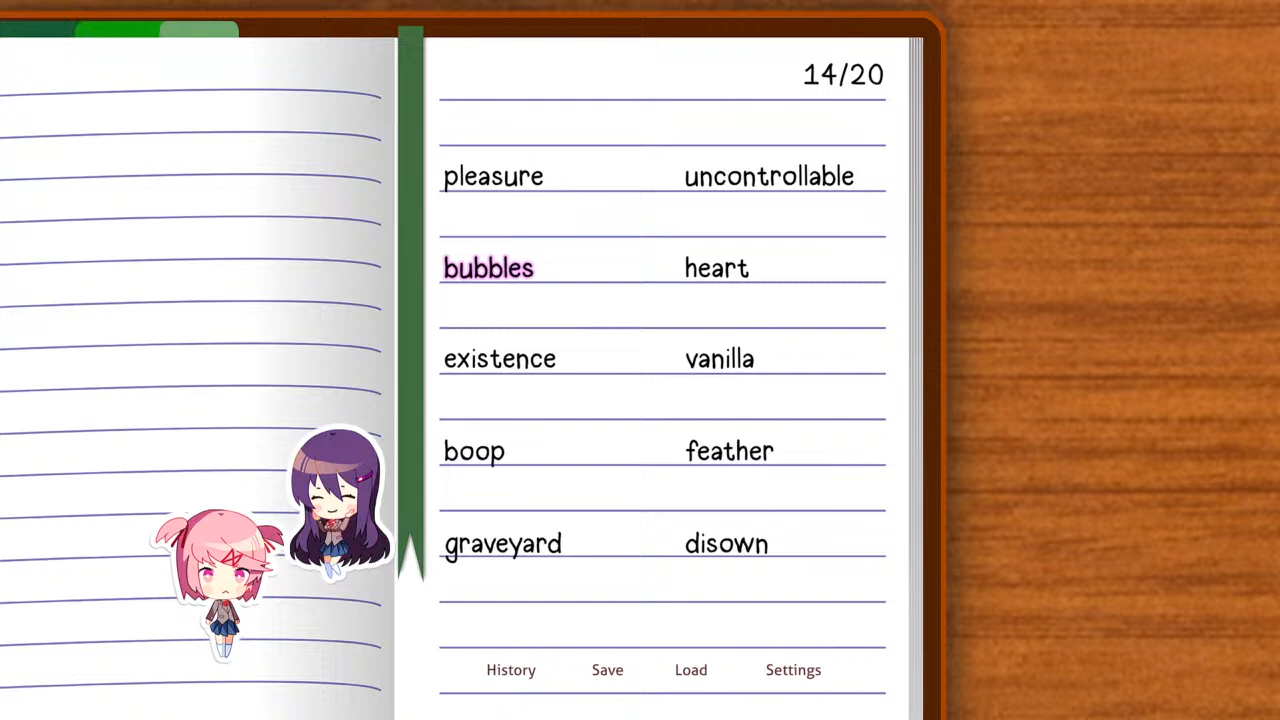 14/20
pleasure uncontrollable
bubbles heart
existence vanilla
boop feather
graveyard disown
History Save Load Settings